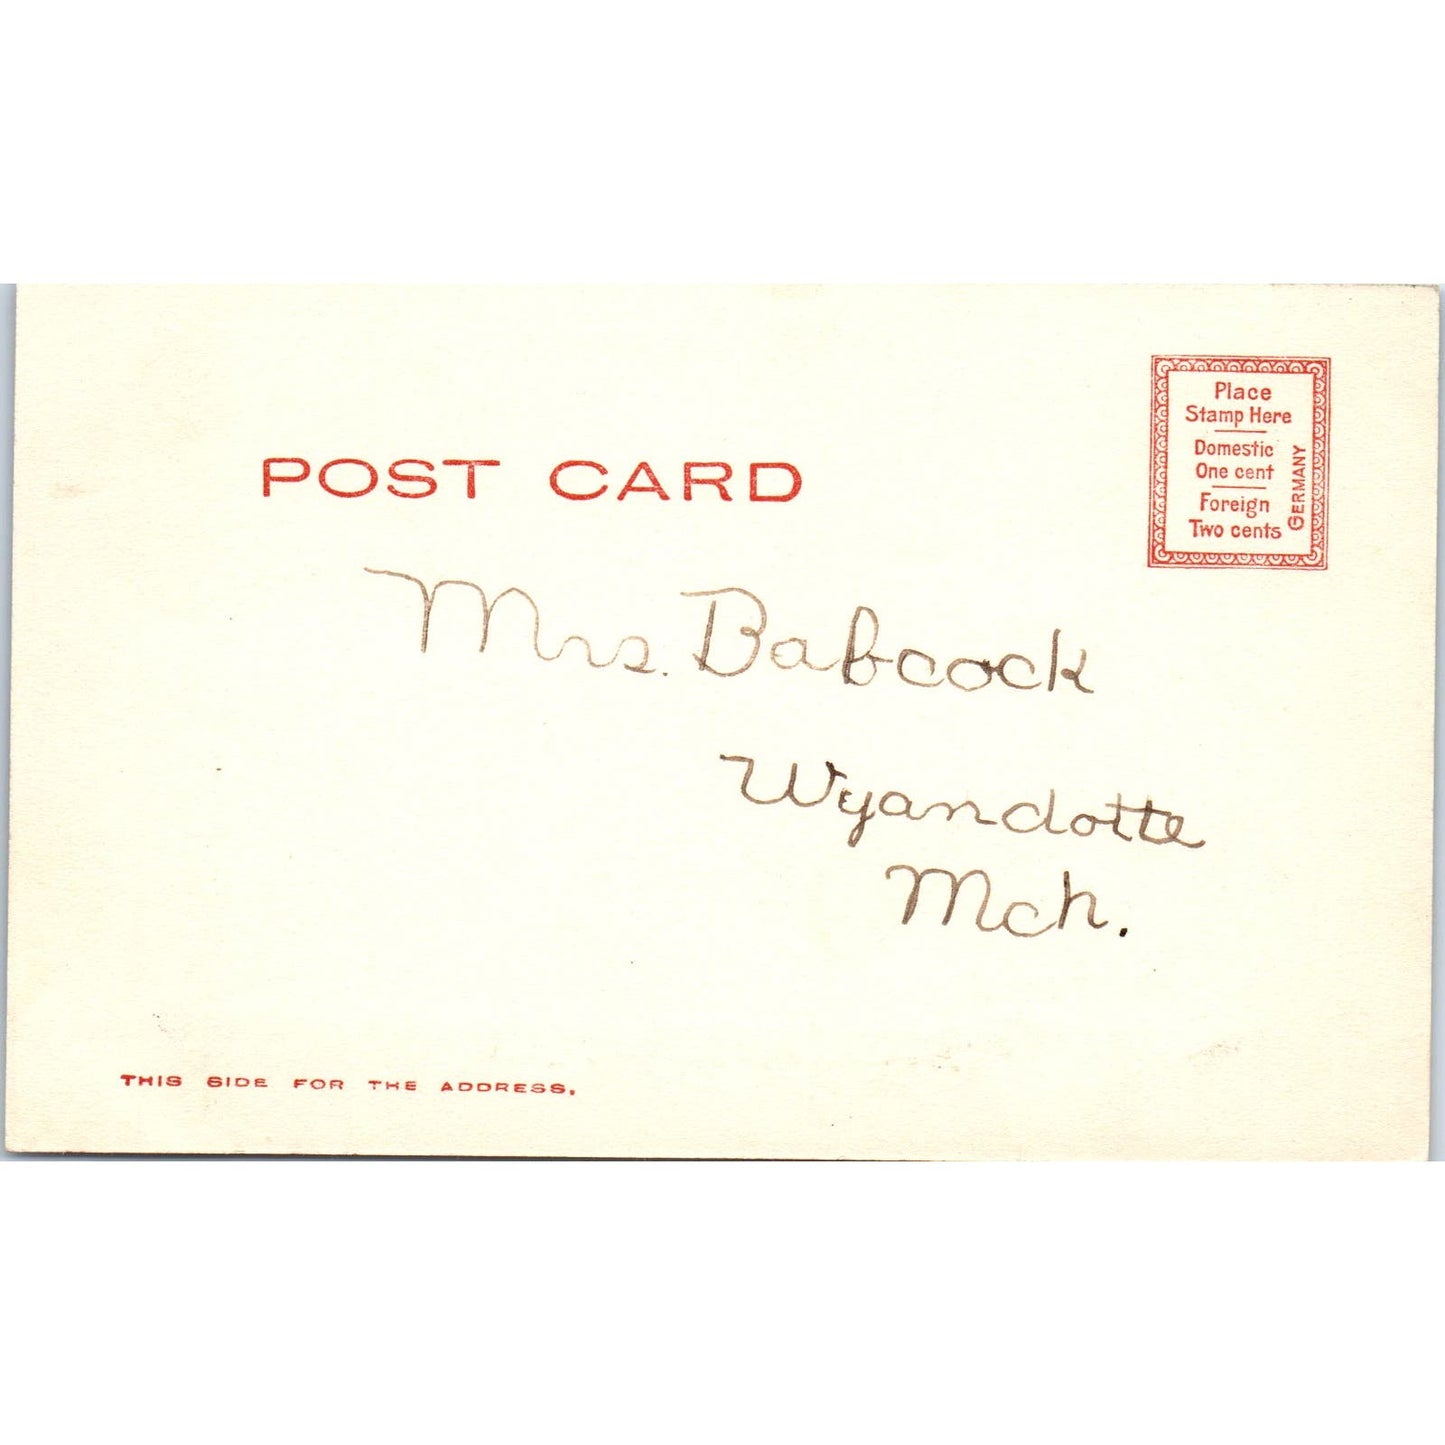 POST CARD
Place
Stamp Here
Domestic
One cent
Foreign
Two cents
GERMANY
Mrs. Babcock
Wyandotte
Mch.
THIS SIDE FOR THE ADDRESS.